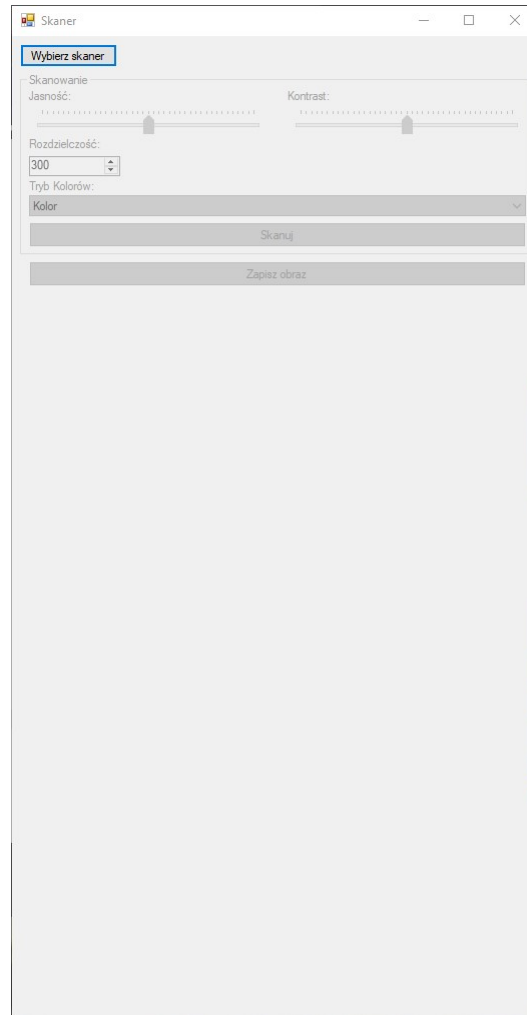 Skaner
Wybierz skaner
Skanowanie
Jasność: Kontrast:
Rozdzielczość:
300
Tryb Kolorów:
Kolor
Skanuj
Zapisz obraz